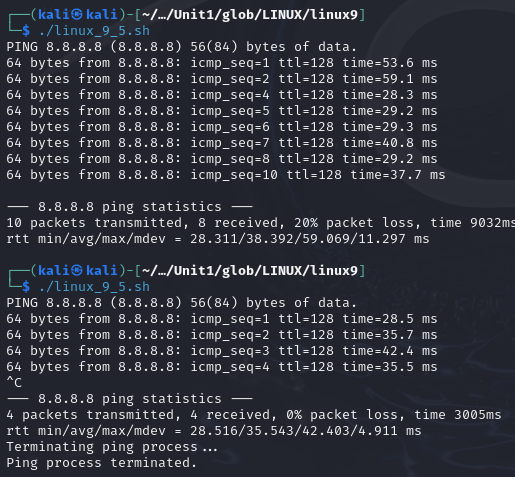 ┌──(kali㉿kali)-[~/…/Unit1/glob/LINUX/linux9]
└─$ ./linux_9_5.sh
PING 8.8.8.8 (8.8.8.8) 56(84) bytes of data.
64 bytes from 8.8.8.8: icmp_seq=1 ttl=128 time=53.6 ms
64 bytes from 8.8.8.8: icmp_seq=2 ttl=128 time=59.1 ms
64 bytes from 8.8.8.8: icmp_seq=4 ttl=128 time=28.3 ms
64 bytes from 8.8.8.8: icmp_seq=5 ttl=128 time=29.2 ms
64 bytes from 8.8.8.8: icmp_seq=6 ttl=128 time=29.3 ms
64 bytes from 8.8.8.8: icmp_seq=7 ttl=128 time=40.8 ms
64 bytes from 8.8.8.8: icmp_seq=8 ttl=128 time=29.2 ms
64 bytes from 8.8.8.8: icmp_seq=10 ttl=128 time=37.7 ms
--- 8.8.8.8 ping statistics ---
10 packets transmitted, 8 received, 20% packet loss, time 9032ms
rtt min/avg/max/mdev = 28.311/38.392/59.069/11.297 ms
┌──(kali㉿kali)-[~/…/Unit1/glob/LINUX/linux9]
└─$ ./linux_9_5.sh
PING 8.8.8.8 (8.8.8.8) 56(84) bytes of data.
64 bytes from 8.8.8.8: icmp_seq=1 ttl=128 time=28.5 ms
64 bytes from 8.8.8.8: icmp_seq=2 ttl=128 time=35.7 ms
64 bytes from 8.8.8.8: icmp_seq=3 ttl=128 time=42.4 ms
64 bytes from 8.8.8.8: icmp_seq=4 ttl=128 time=35.5 ms
^C
--- 8.8.8.8 ping statistics ---
4 packets transmitted, 4 received, 0% packet loss, time 3005ms
rtt min/avg/max/mdev = 28.516/35.543/42.403/4.911 ms
Terminating ping process...
Ping process terminated.